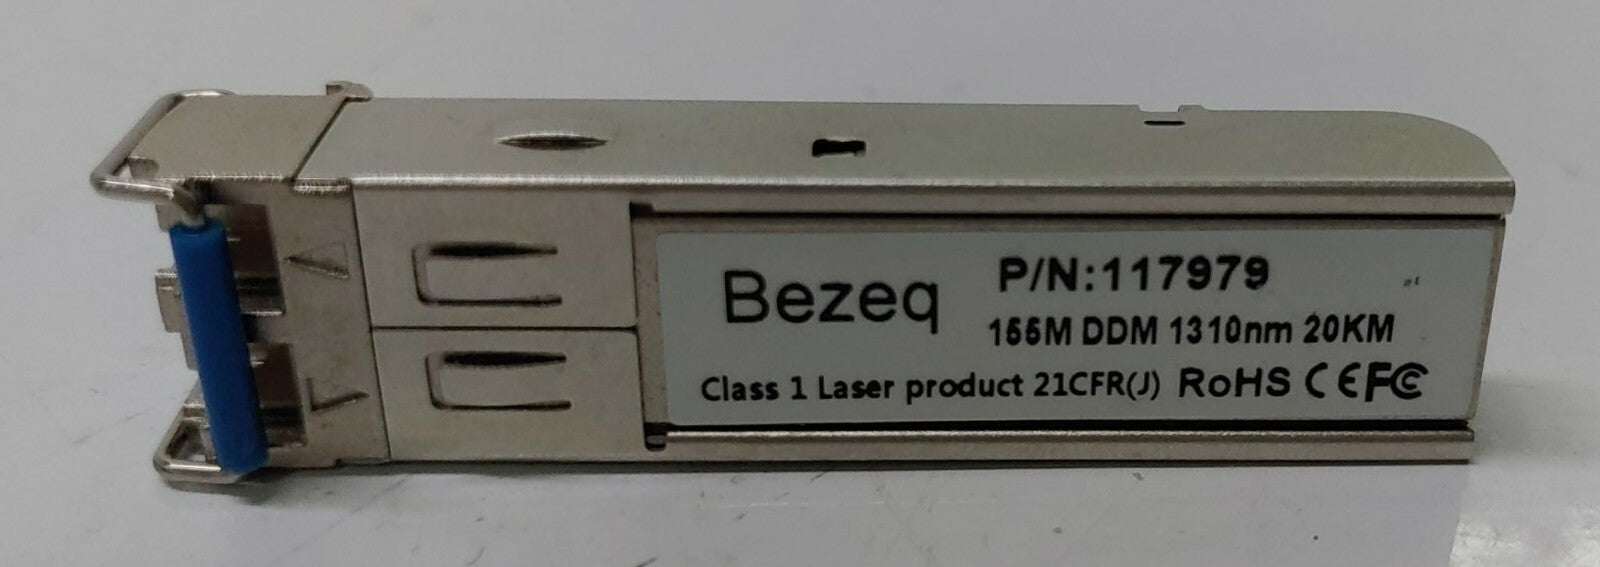 Bezeq
P/N:117979
155M DDM 1310nm 20KM
Class 1 Laser product 21CFR(J) RoHS CE FC